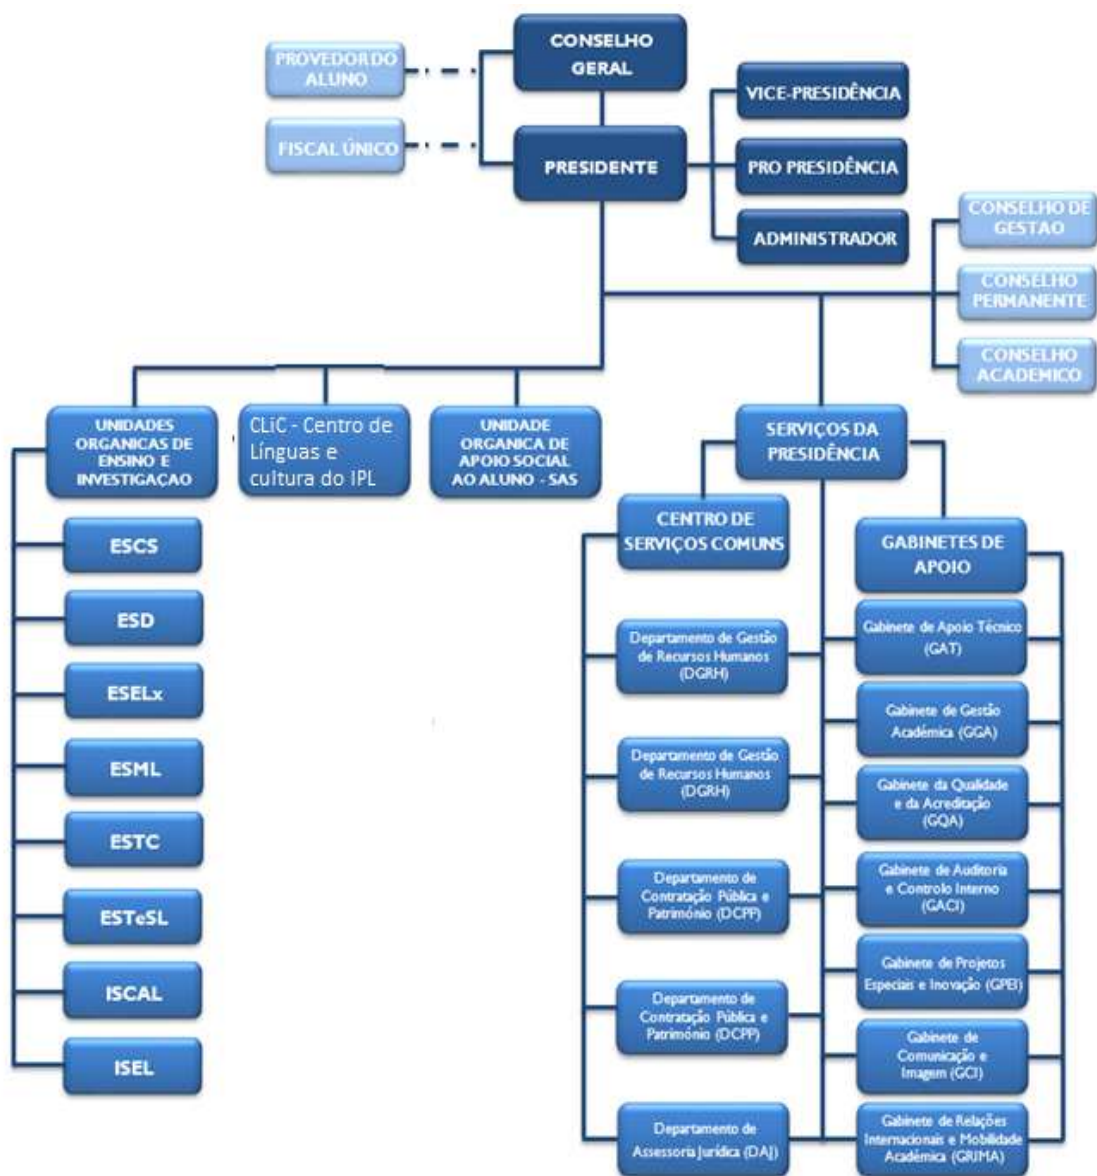 CONSELHO
GERAL
PROVEDOR DO
ALUNO
FISCAL ÚNICO
PRESIDENTE
VICE-PRESIDÊNCIA
PRO PRESIDÊNCIA
ADMINISTRADOR
CONSELHO DE
GESTAO
CONSELHO
PERMANENTE
CONSELHO
ACADEMICO
UNIDADES
ORGANICAS DE
ENSINO E
INVESTIGAÇAO
CLiC - Centro de
Línguas e
cultura do IPL
UNIDADE
ORGANICA DE
APOIO SOCIAL
AO ALUNO - SAS
SERVIÇOS DA
PRESIDÊNCIA
ESCS
ESD
ESELx
ESML
ESTC
ESTeSL
ISCAL
ISEL
CENTRO DE
SERVIÇOS COMUNS
Departamento de Gestão
de Recursos Humanos
(DGRH)
Departamento de Gestão
de Recursos Humanos
(DGRH)
Departamento de
Contratação Pública e
Património (DCPP)
Departamento de
Contratação Pública e
Património (DCPP)
Departamento de
Assessoria Jurídica (DAJ)
GABINETES DE
APOIO
Gabinete de Apoio Técnico
(GAT)
Gabinete de Gestão
Académica (GGA)
Gabinete da Qualidade
e da Acreditação
(GQA)
Gabinete de Auditoria
e Controlo Interno
(GACI)
Gabinete de Projetos
Especiais e Inovação (GPEI)
Gabinete de
Comunicação e
Imagem (GCI)
Gabinete de Relações
Internacionais e Mobilidade
Académica (GRIMA)